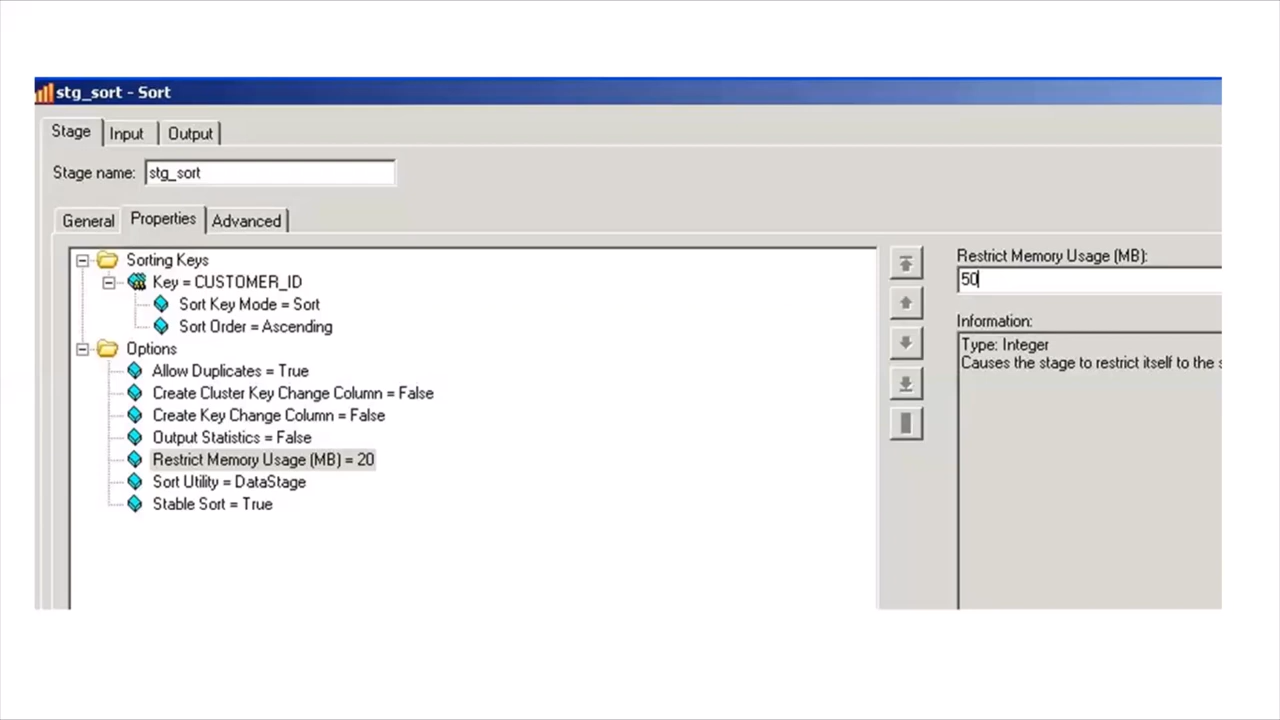 stg_sort - Sort
Stage Input Output
Stage name: stg_sort
General Properties Advanced
Sorting Keys
Key = CUSTOMER_ID
Sort Key Mode = Sort
Sort Order = Ascending
Options
Allow Duplicates = True
Create Cluster Key Change Column = False
Create Key Change Column = False
Output Statistics = False
Restrict Memory Usage (MB) = 20
Sort Utility = DataStage
Stable Sort = True
Restrict Memory Usage (MB):
50
Information:
Type: Integer
Causes the stage to restrict itself to the